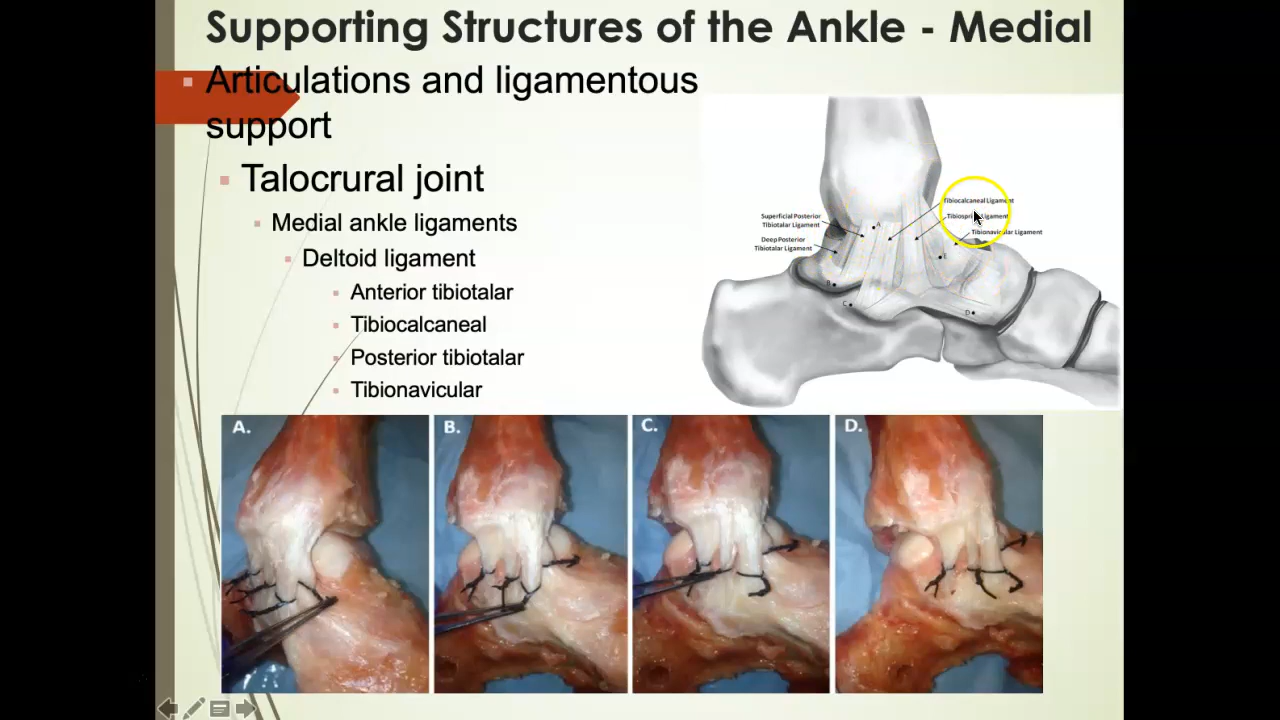 Supporting Structures of the Ankle - Medial
Articulations and ligamentous
support
Talocrural joint
Medial ankle ligaments
Deltoid ligament
Anterior tibiotalar
Tibiocalcaneal
Posterior tibiotalar
Tibionavicular
Superficial Posterior
Tibiotalar Ligament
Deep Posterior
Tibiotalar Ligament
Tibiocalcaneal Ligament
Tibiospring Ligament
Tibionavicular Ligament
A
B
C
D
E
A.
B.
C.
D.